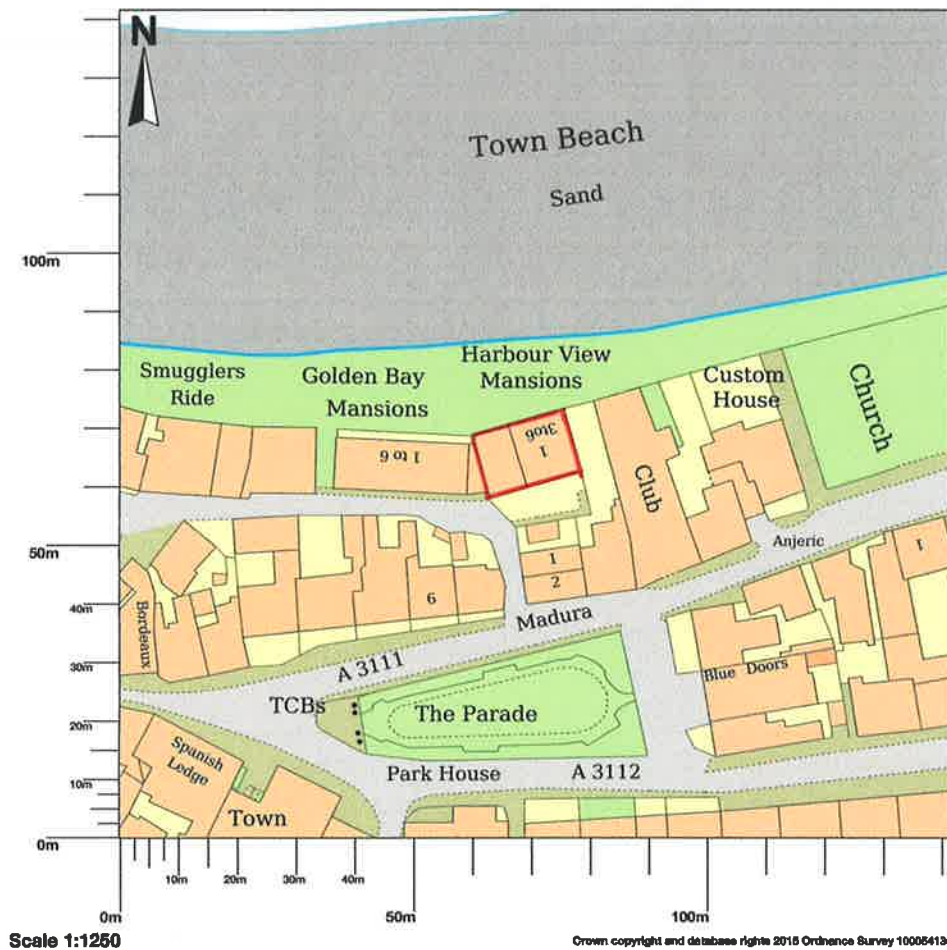 N
Town Beach
Sand
100m
Smugglers
Ride
Golden Bay
Mansions
Harbour View
Mansions
Custom
House
Church
1 to 6
3to6
1
Club
50m
Anjeric
1
1
2
40m
6
Madura
Bordeaux
30m
A 3111
Blue Doors
TCBs
20m
The Parade
Spanish
Ledge
Park House
A 3112
10m
Town
0m
10m
20m
30m
40m
0m
50m
100m
Scale 1:1250
Crown copyright and database rights 2015 Ordnance Survey 10008413